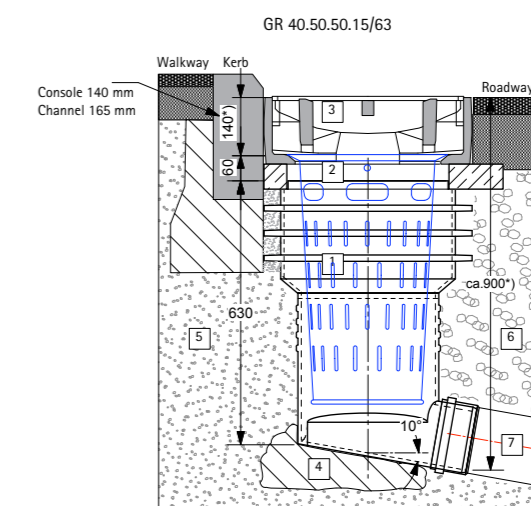 GR 40.50.50.15/63
Walkway Kerb
Roadway
Console 140 mm
Channel 165 mm
140*)
3
60
2
1
ca.900*)
630
5
6
10°
7
4